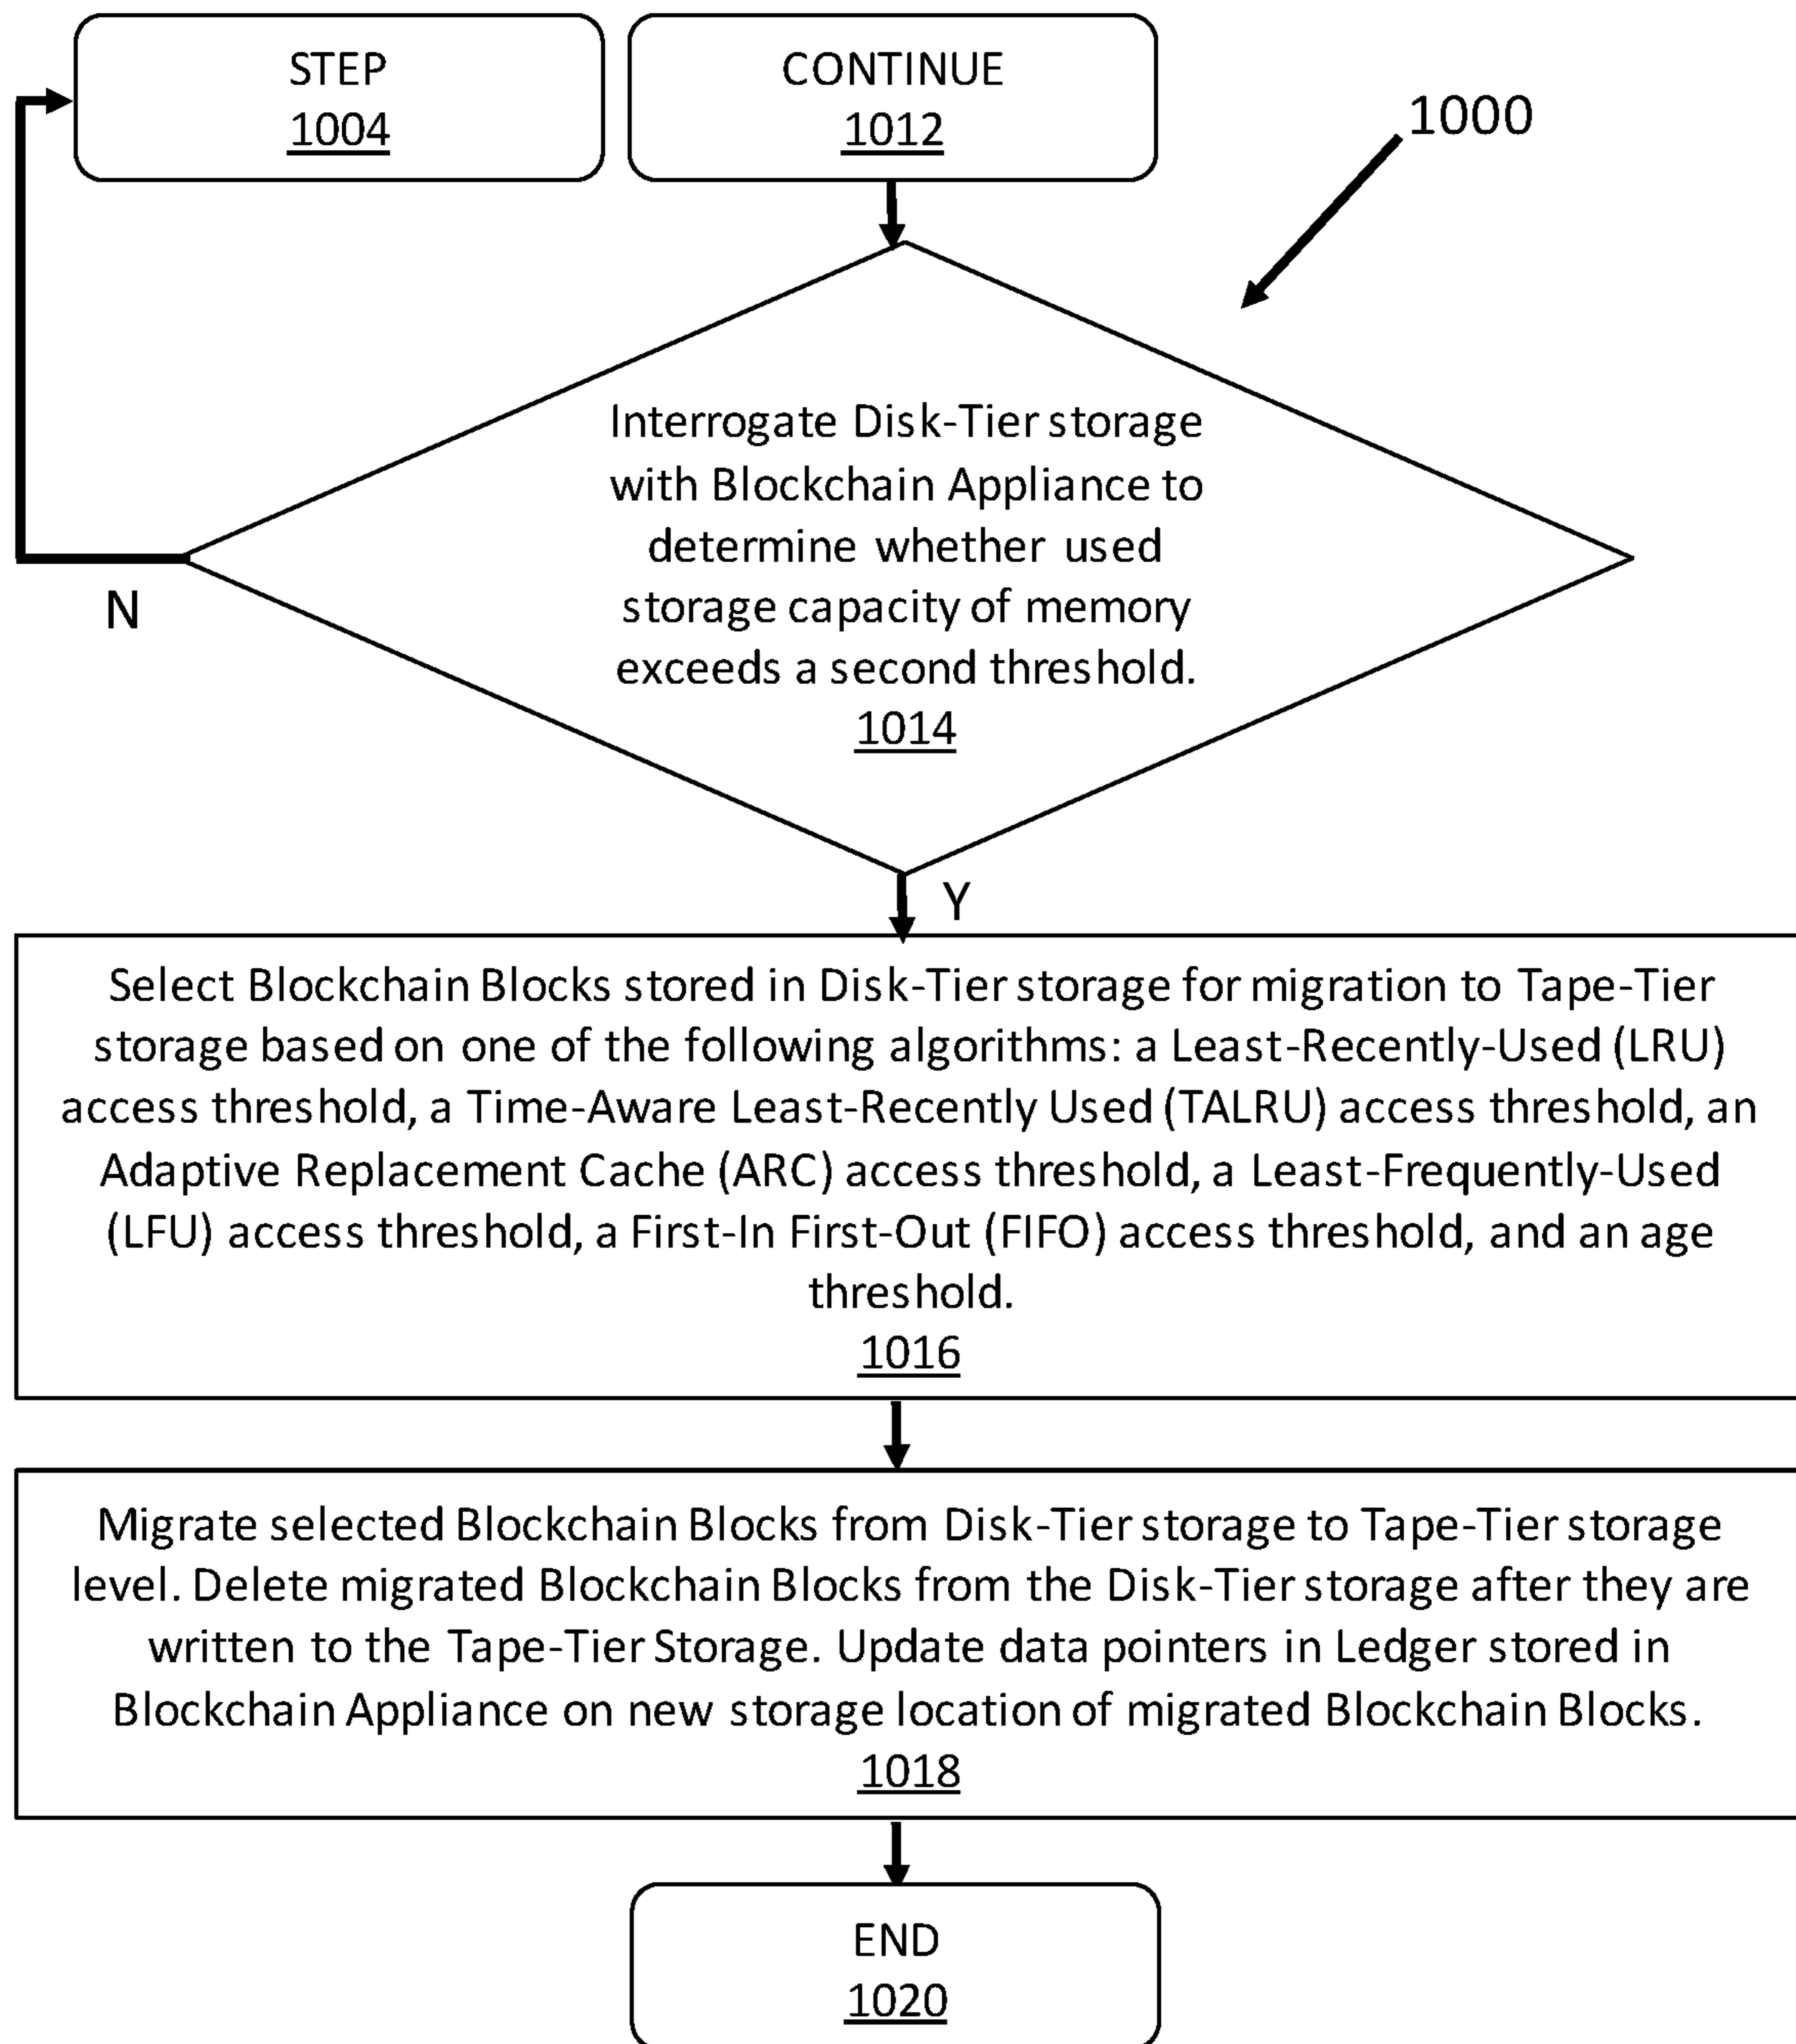 STEP
1004
CONTINUE
1012
1000
Interrogate Disk-Tier storage
with Blockchain Appliance to
determine whether used
storage capacity of memory
exceeds a second threshold.
1014
N
Y
Select Blockchain Blocks stored in Disk-Tier storage for migration to Tape-Tier
storage based on one of the following algorithms: a Least-Recently-Used (LRU)
access threshold, a Time-Aware Least-Recently Used (TALRU) access threshold, an
Adaptive Replacement Cache (ARC) access threshold, a Least-Frequently-Used
(LFU) access threshold, a First-In First-Out (FIFO) access threshold, and an age
threshold.
1016
Migrate selected Blockchain Blocks from Disk-Tier storage to Tape-Tier storage
level. Delete migrated Blockchain Blocks from the Disk-Tier storage after they are
written to the Tape-Tier Storage. Update data pointers in Ledger stored in
Blockchain Appliance on new storage location of migrated Blockchain Blocks.
1018
END
1020